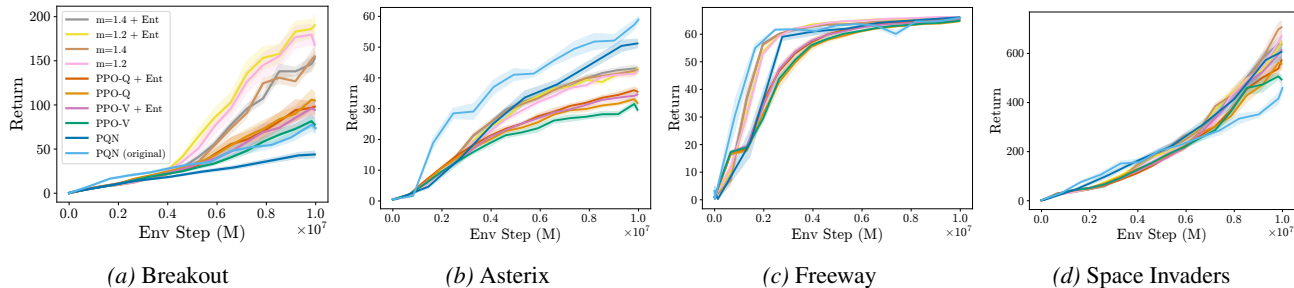 Return
200
150
100
50
0
m=1.4 + Ent
m=1.2 + Ent
m=1.4
m=1.2
PPO-Q + Ent
PPO-Q
PPO-V + Ent
PPO-V
PQN
PQN (original)
0.0 0.2 0.4 0.6 0.8 1.0
Env Step (M) ×10⁷
(a) Breakout
Return
60
50
40
30
20
10
0
0.0 0.2 0.4 0.6 0.8 1.0
Env Step (M) ×10⁷
(b) Asterix
Return
60
50
40
30
20
10
0
0.0 0.2 0.4 0.6 0.8 1.0
Env Step (M) ×10⁷
(c) Freeway
Return
600
400
200
0
0.0 0.2 0.4 0.6 0.8 1.0
Env Step (M) ×10⁷
(d) Space Invaders